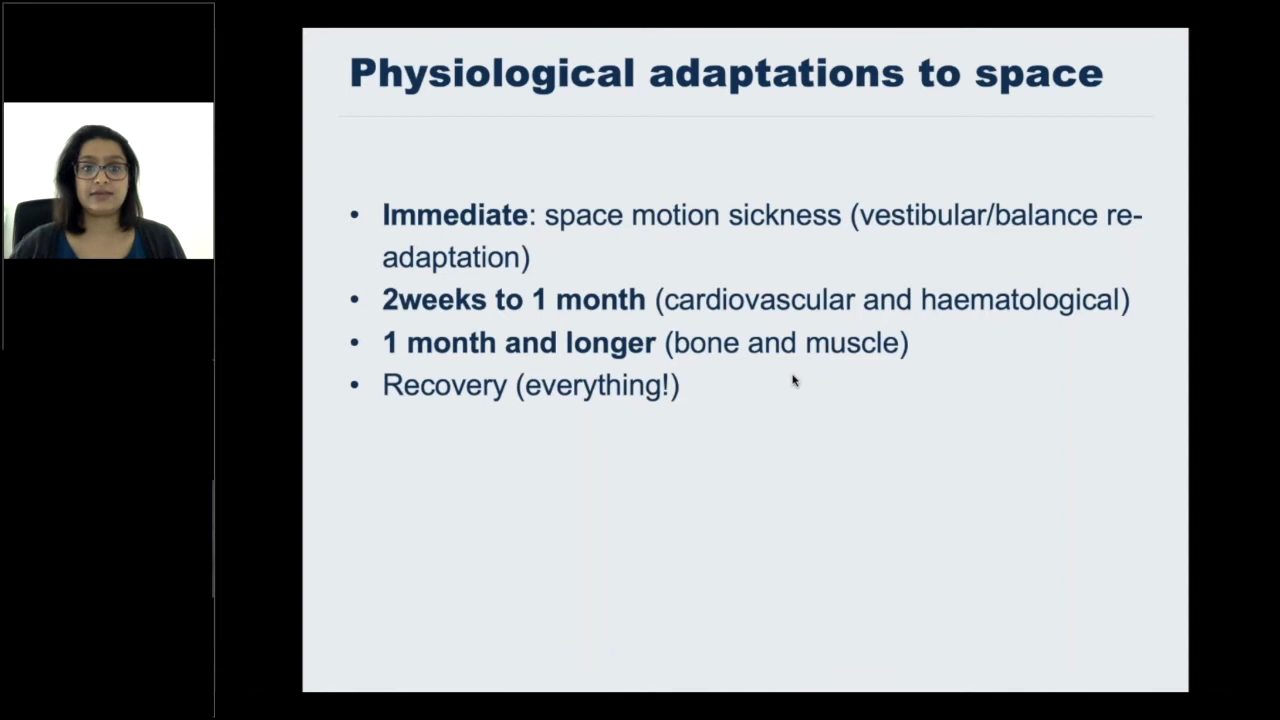 Physiological adaptations to space
• Immediate: space motion sickness (vestibular/balance re-
adaptation)
• 2weeks to 1 month (cardiovascular and haematological)
• 1 month and longer (bone and muscle)
• Recovery (everything!)